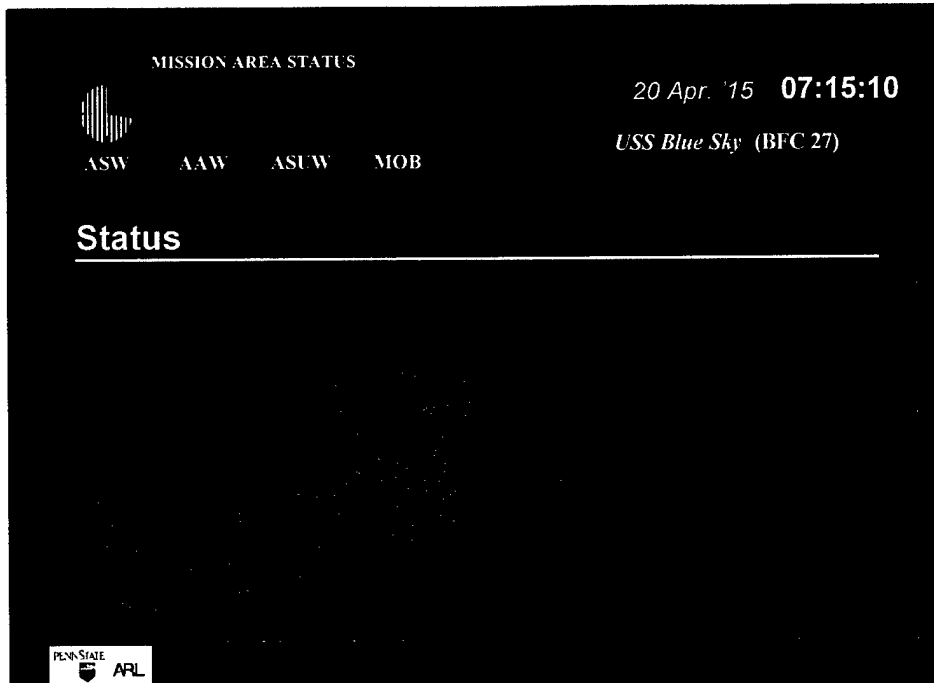 MISSION AREA STATUS
20 Apr. '15 07:15:10
USS Blue Sky (BFC 27)
ASW AAW ASUW MOB
Status
PENNSTATE
ARL